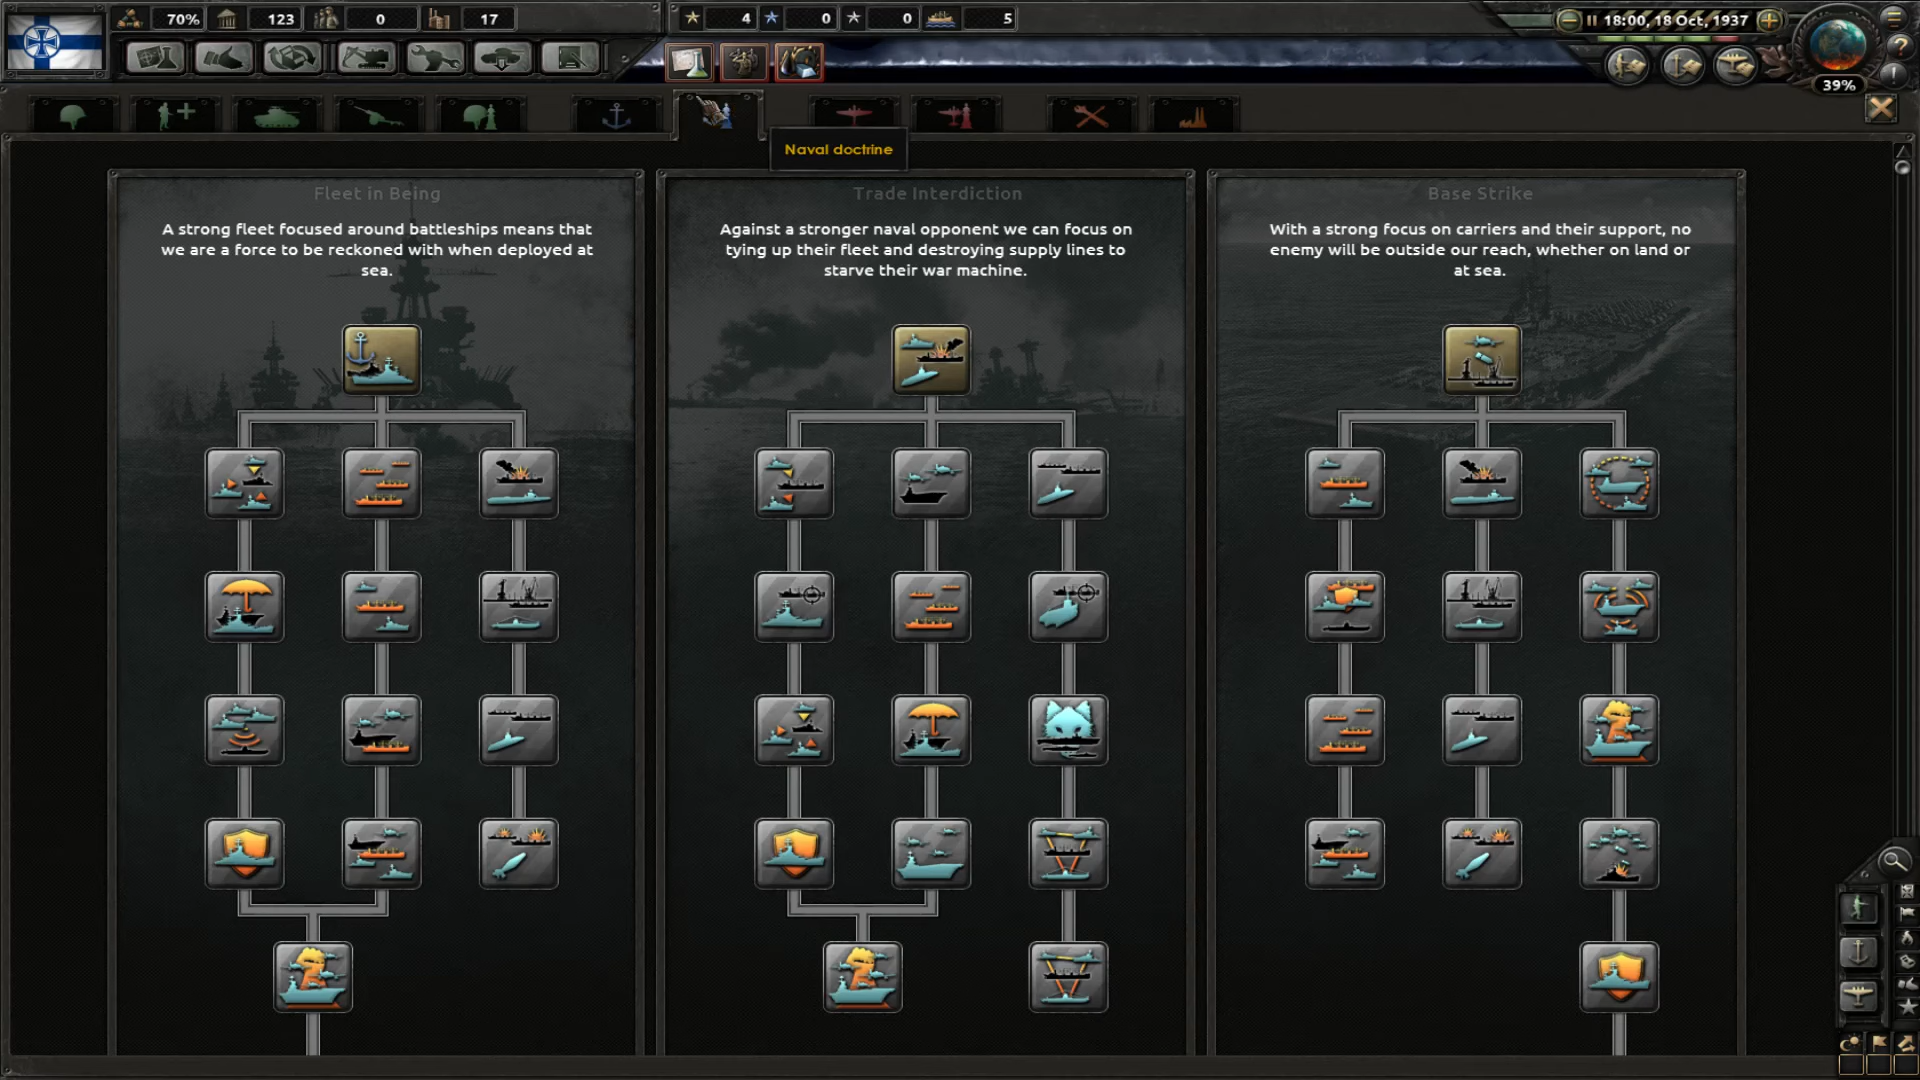 70%
123
0
17
4
0
0
5
18:00, 18 Oct, 1937
39%
Naval doctrine
Fleet in Being
A strong fleet focused around battleships means that
we are a force to be reckoned with when deployed at
sea.
Trade Interdiction
Against a stronger naval opponent we can focus on
tying up their fleet and destroying supply lines to
starve their war machine.
Base Strike
With a strong focus on carriers and their support, no
enemy will be outside our reach, whether on land or
at sea.